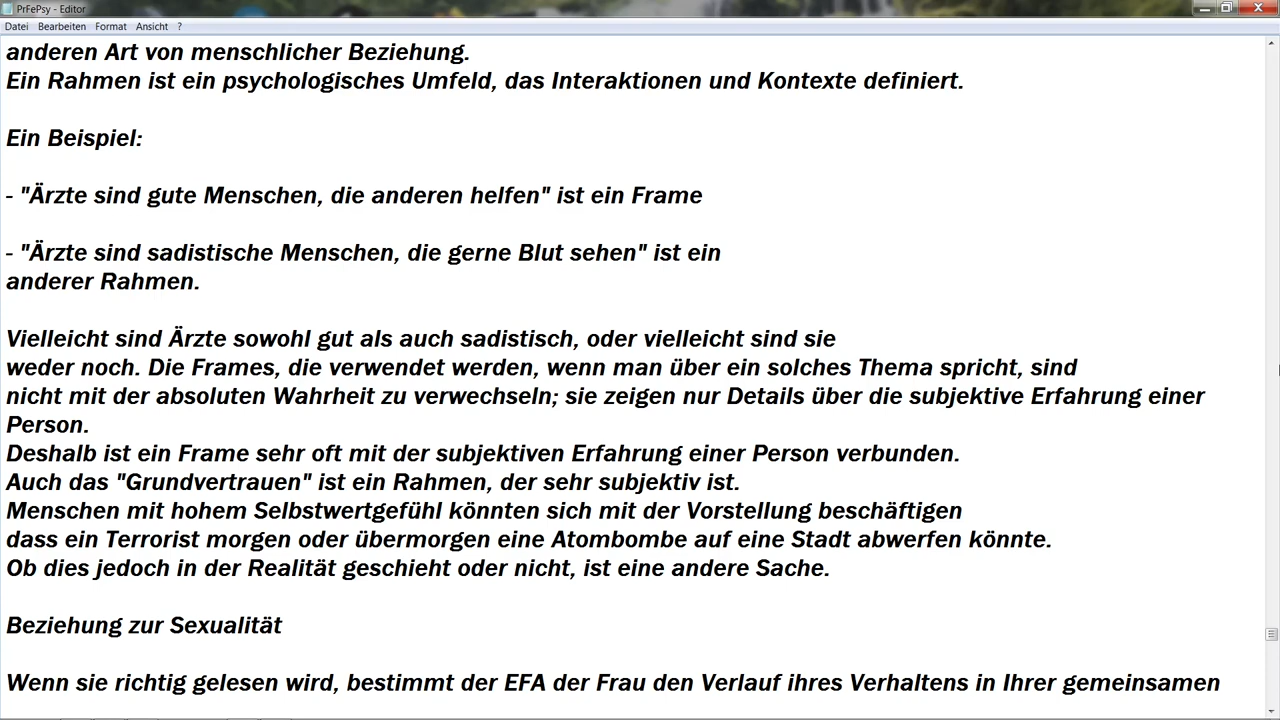 PrFePsy - Editor
Datei Bearbeiten Format Ansicht ?
anderen Art von menschlicher Beziehung.
Ein Rahmen ist ein psychologisches Umfeld, das Interaktionen und Kontexte definiert.
Ein Beispiel:
- "Ärzte sind gute Menschen, die anderen helfen" ist ein Frame
- "Ärzte sind sadistische Menschen, die gerne Blut sehen" ist ein
anderer Rahmen.
Vielleicht sind Ärzte sowohl gut als auch sadistisch, oder vielleicht sind sie
weder noch. Die Frames, die verwendet werden, wenn man über ein solches Thema spricht, sind
nicht mit der absoluten Wahrheit zu verwechseln; sie zeigen nur Details über die subjektive Erfahrung einer
Person.
Deshalb ist ein Frame sehr oft mit der subjektiven Erfahrung einer Person verbunden.
Auch das "Grundvertrauen" ist ein Rahmen, der sehr subjektiv ist.
Menschen mit hohem Selbstwertgefühl könnten sich mit der Vorstellung beschäftigen
dass ein Terrorist morgen oder übermorgen eine Atombombe auf eine Stadt abwerfen könnte.
Ob dies jedoch in der Realität geschieht oder nicht, ist eine andere Sache.
Beziehung zur Sexualität
Wenn sie richtig gelesen wird, bestimmt der EFA der Frau den Verlauf ihres Verhaltens in Ihrer gemeinsamen